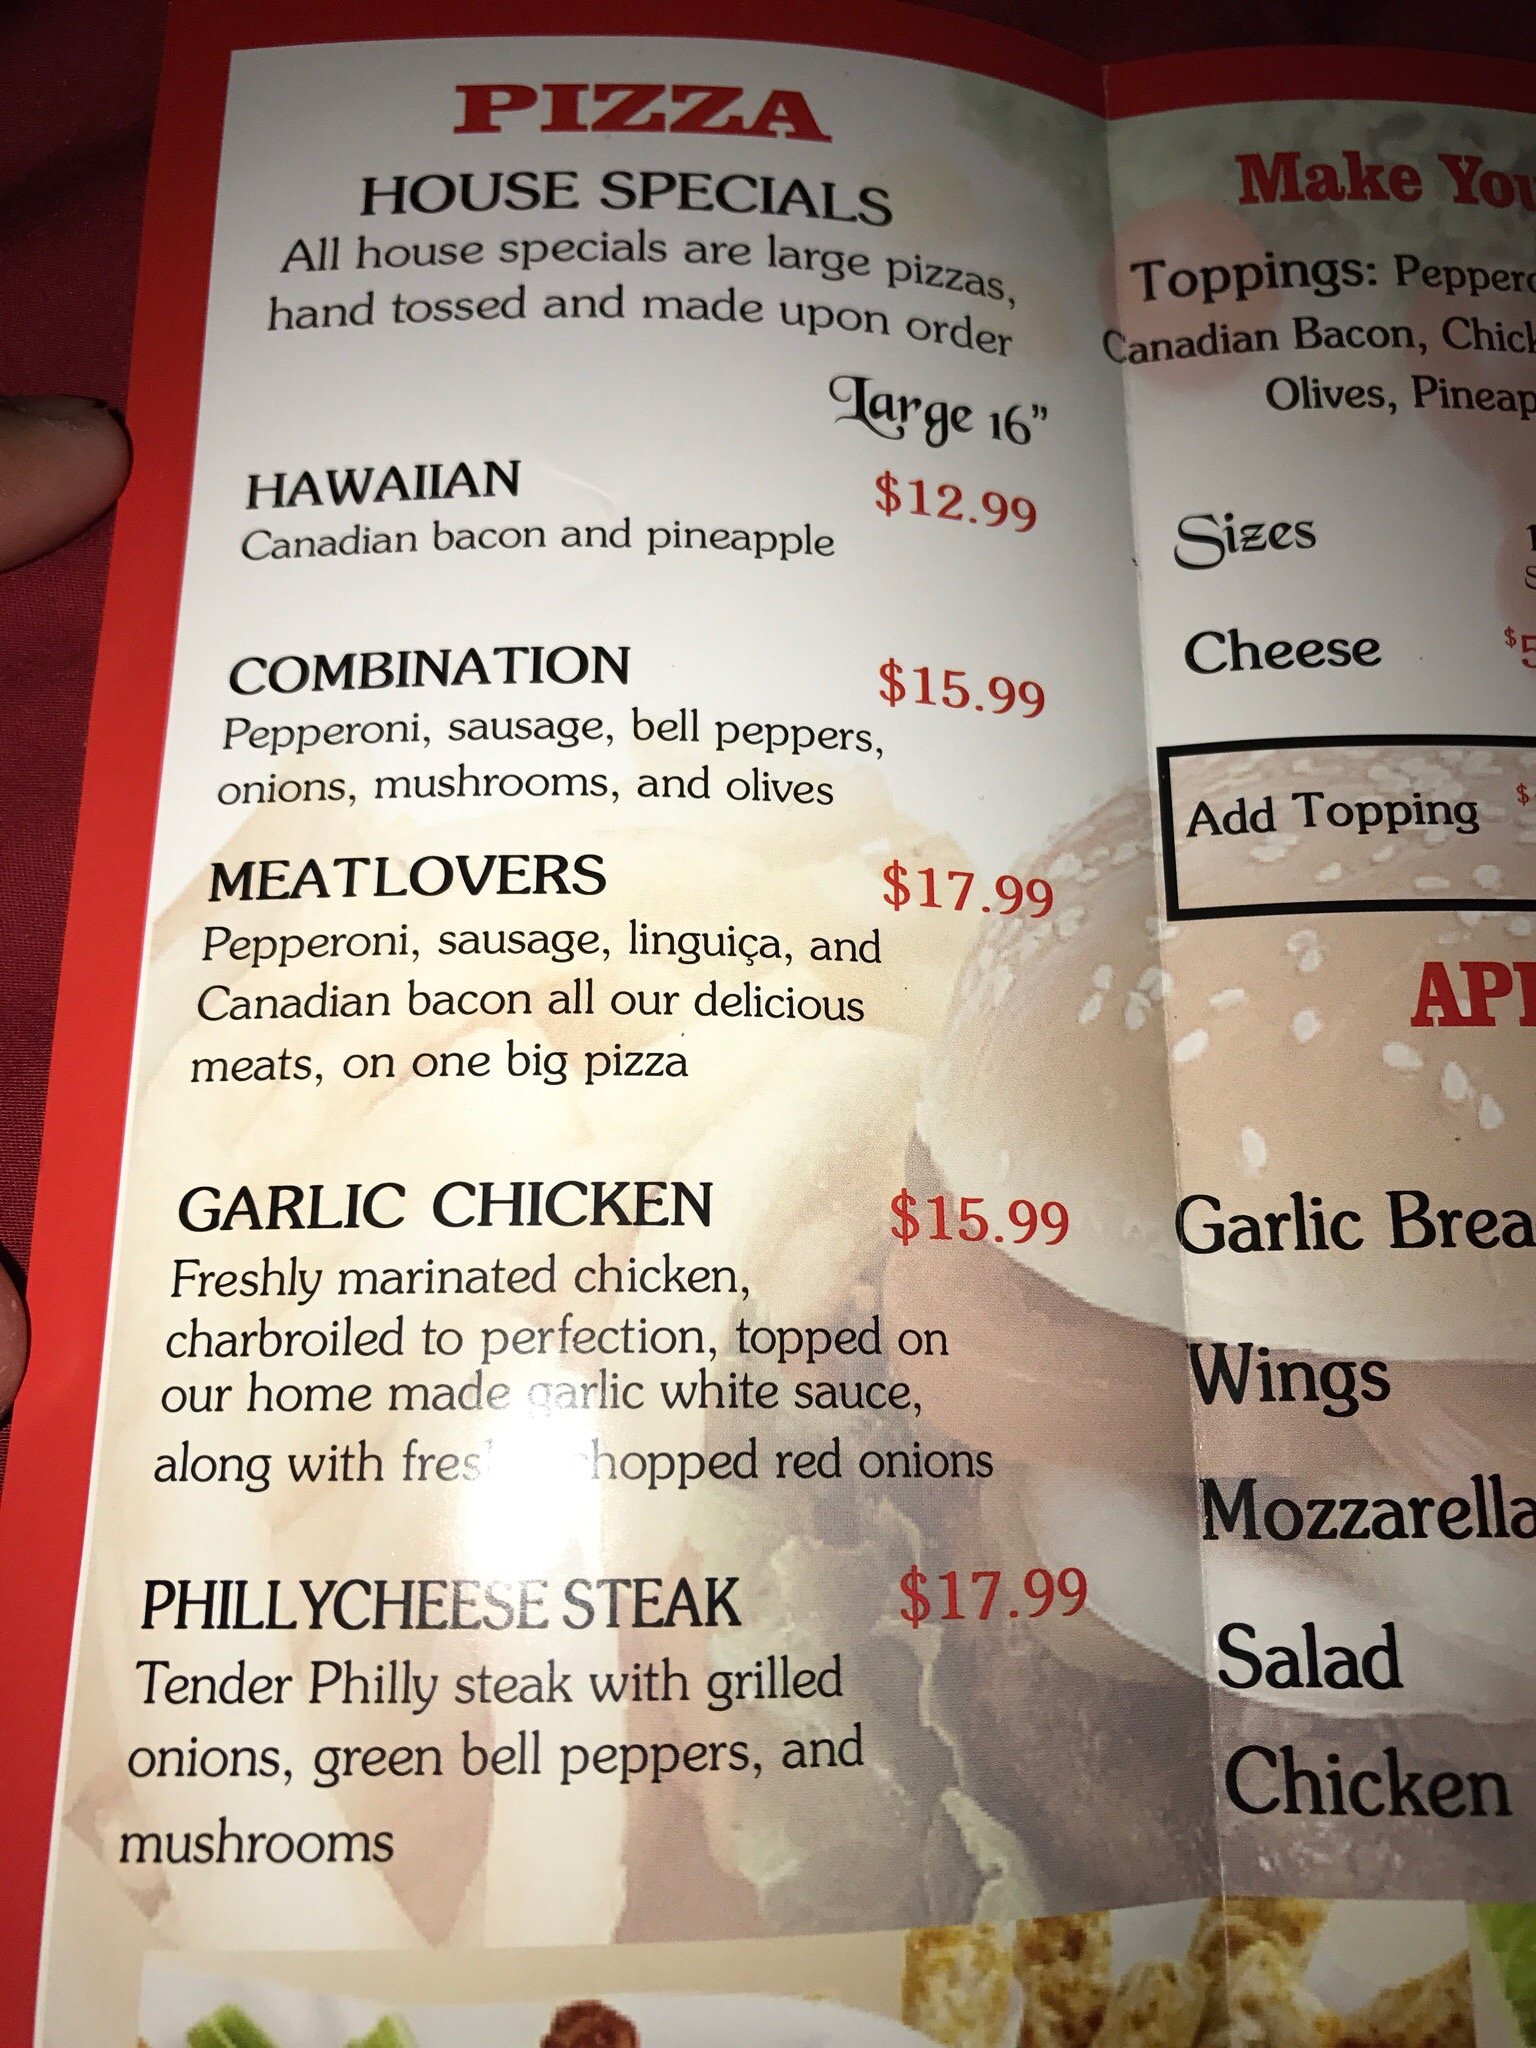 PIZZA
HOUSE SPECIALS
All house specials are large pizzas,
hand tossed and made upon order
Large 16”
HAWAIIAN $12.99
Canadian bacon and pineapple
COMBINATION $15.99
Pepperoni, sausage, bell peppers,
onions, mushrooms, and olives
MEATLOVERS $17.99
Pepperoni, sausage, linguiça, and
Canadian bacon all our delicious
meats, on one big pizza
GARLIC CHICKEN $15.99
Freshly marinated chicken,
charbroiled to perfection, topped on
our home made garlic white sauce,
along with chopped red onions
PHILLYCHEESE STEAK $17.99
Tender Philly steak with grilled
onions, green bell peppers, and
mushrooms
Make
Toppings:
Canadian Bacon,
Olives,
Sizes
Cheese
Add Topping
Garlic
Wings
Mozzarella
Salad
Chicken